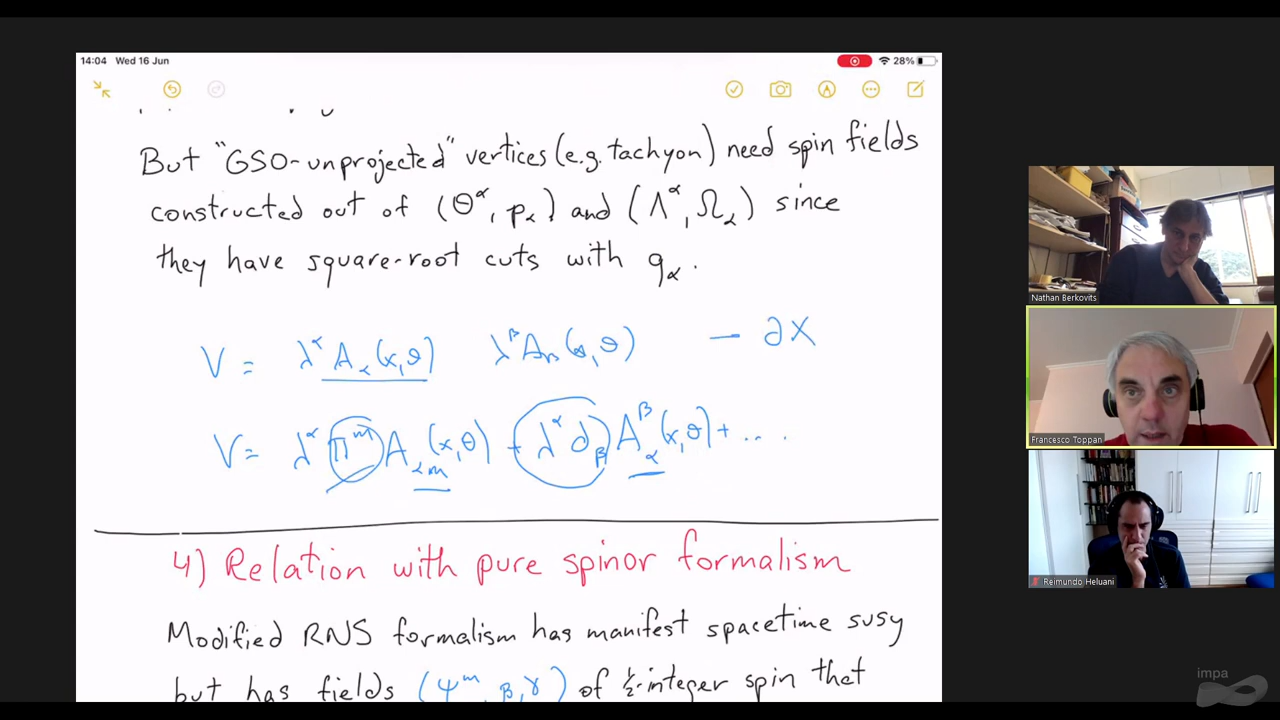 14:04 Wed 16 Jun
28%
But "GSO-unprojected" vertices (e.g. tachyon) need spin fields
constructed out of (Θ^α, p_α) and (Λ^α, Ω_α) since
they have square-root cuts with q_α.
V = λ^α A_α(x,θ) λ^β A_β(x,θ) — ∂X
V = λ^α Π^m A_αm(x,θ) + λ^α d_β A^β_α(x,θ) + ...
4) Relation with pure spinor formalism
Modified RNS formalism has manifest spacetime susy
but has fields (ψ^m, β, γ) of ½-integer spin that
Nathan Berkovits
Francesco Toppan
Reimundo Heluani
impa